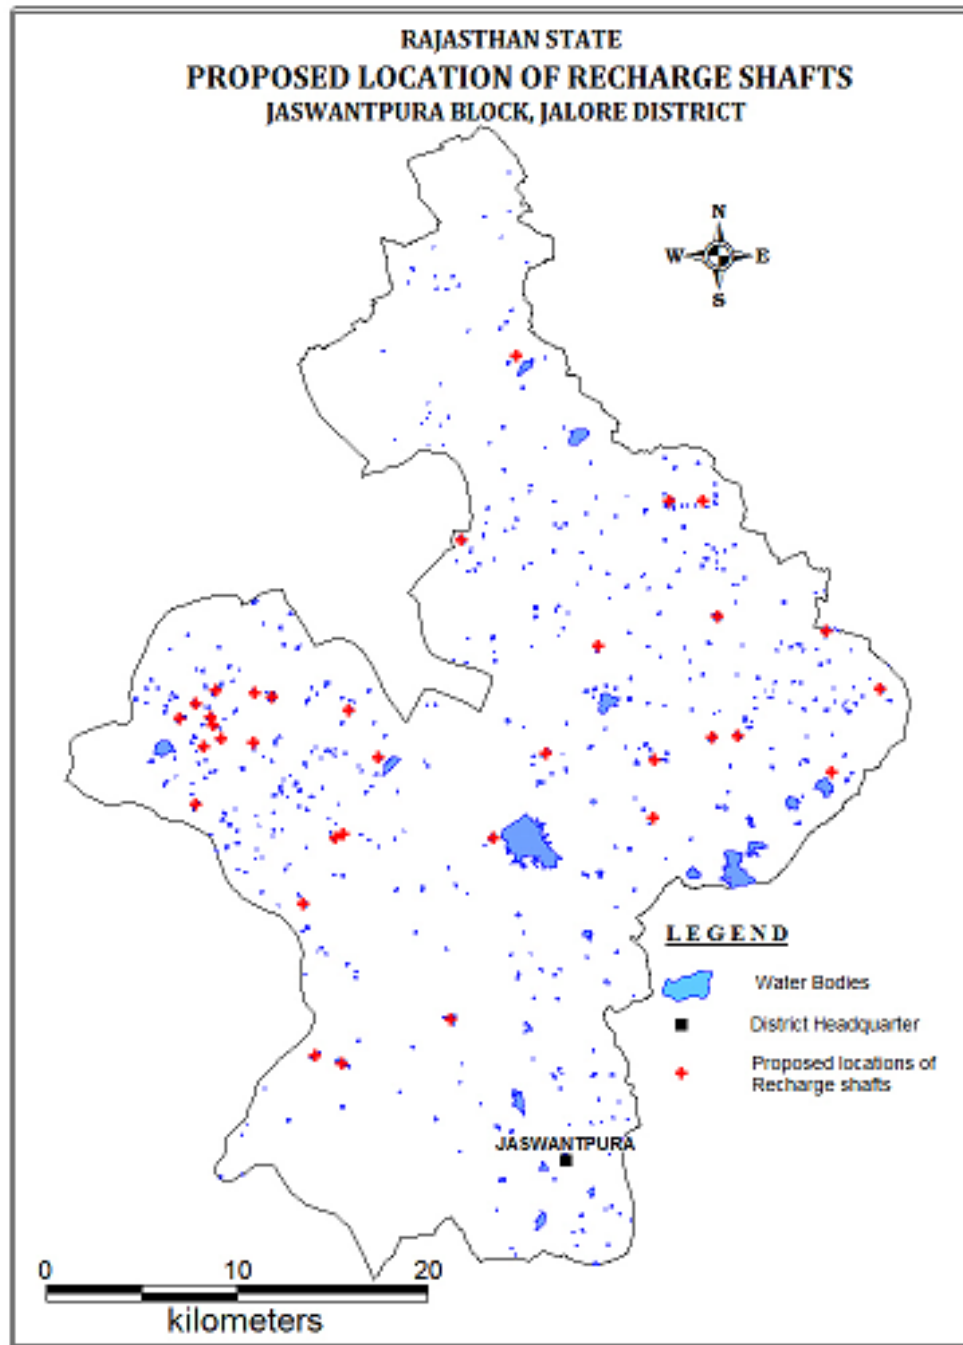 RAJASTHAN STATE
PROPOSED LOCATION OF RECHARGE SHAFTS
JASWANTPURA BLOCK, JALORE DISTRICT
N
W E
S
L E G E N D
Water Bodies
District Headquarter
Proposed locations of
Recharge shafts
JASWANTPURA
0 10 20
kilometers